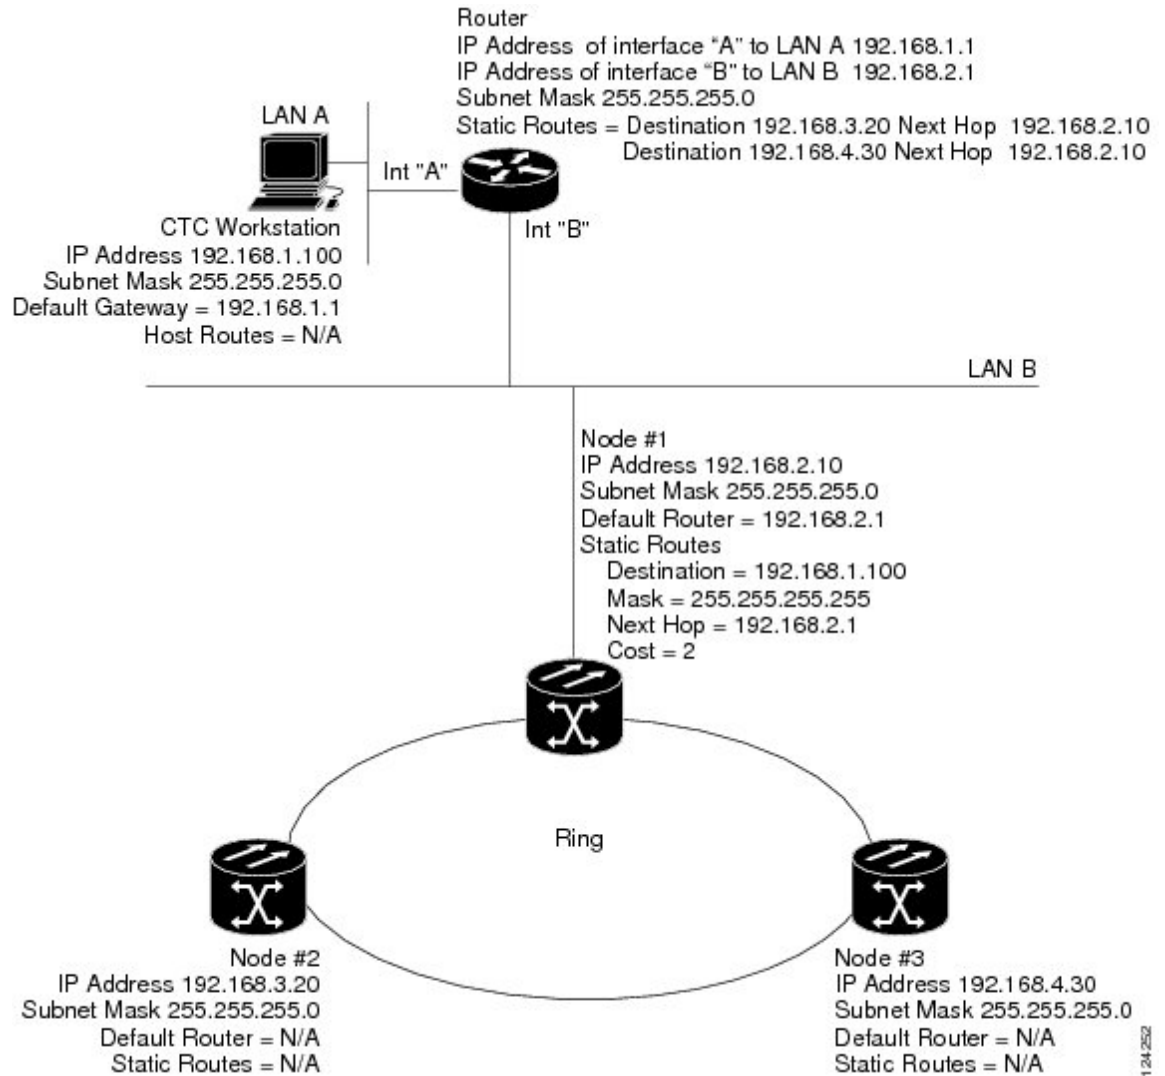 Router
IP Address of interface “A” to LAN A 192.168.1.1
IP Address of interface “B” to LAN B 192.168.2.1
Subnet Mask 255.255.255.0
Static Routes = Destination 192.168.3.20 Next Hop 192.168.2.10
Destination 192.168.4.30 Next Hop 192.168.2.10
LAN A
Int "A"
Int "B"
CTC Workstation
IP Address 192.168.1.100
Subnet Mask 255.255.255.0
Default Gateway = 192.168.1.1
Host Routes = N/A
LAN B
Node #1
IP Address 192.168.2.10
Subnet Mask 255.255.255.0
Default Router = 192.168.2.1
Static Routes
Destination = 192.168.1.100
Mask = 255.255.255.255
Next Hop = 192.168.2.1
Cost = 2
Ring
Node #2
IP Address 192.168.3.20
Subnet Mask 255.255.255.0
Default Router = N/A
Static Routes = N/A
Node #3
IP Address 192.168.4.30
Subnet Mask 255.255.255.0
Default Router = N/A
Static Routes = N/A
124252